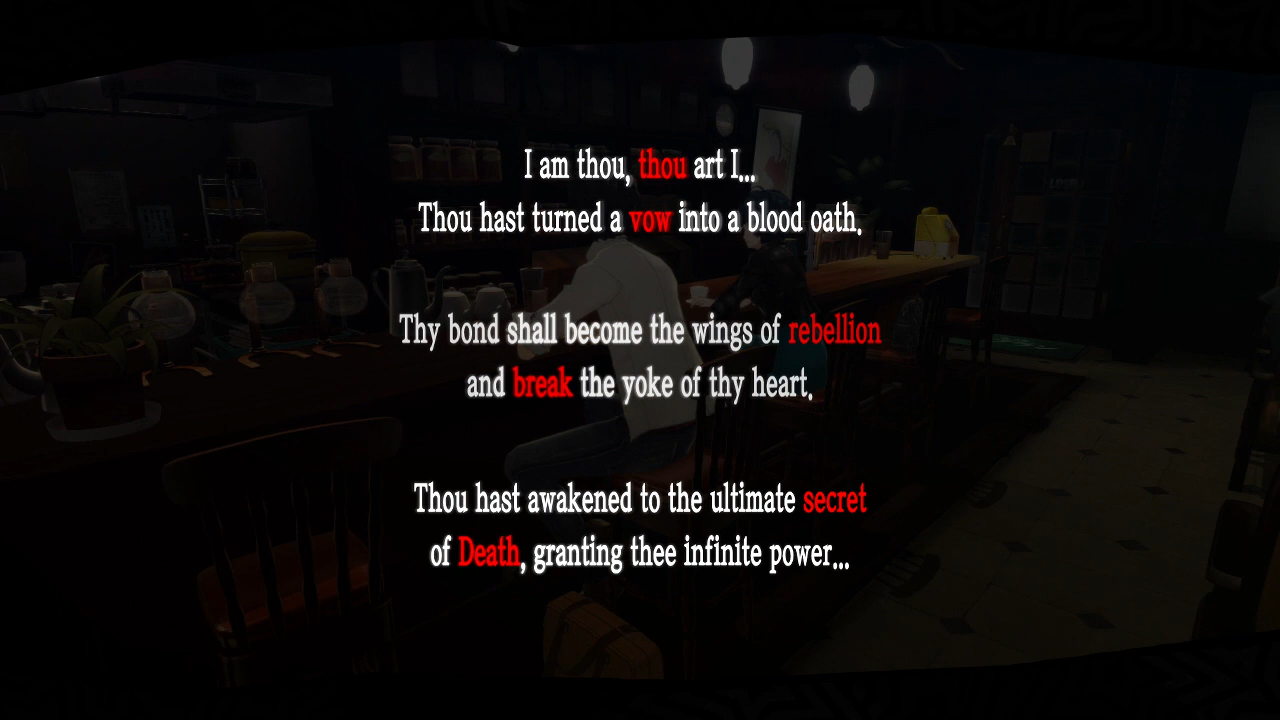 I am thou, thou art I...
Thou hast turned a vow into a blood oath.
Thy bond shall become the wings of rebellion
and break the yoke of thy heart.
Thou hast awakened to the ultimate secret
of Death, granting thee infinite power...